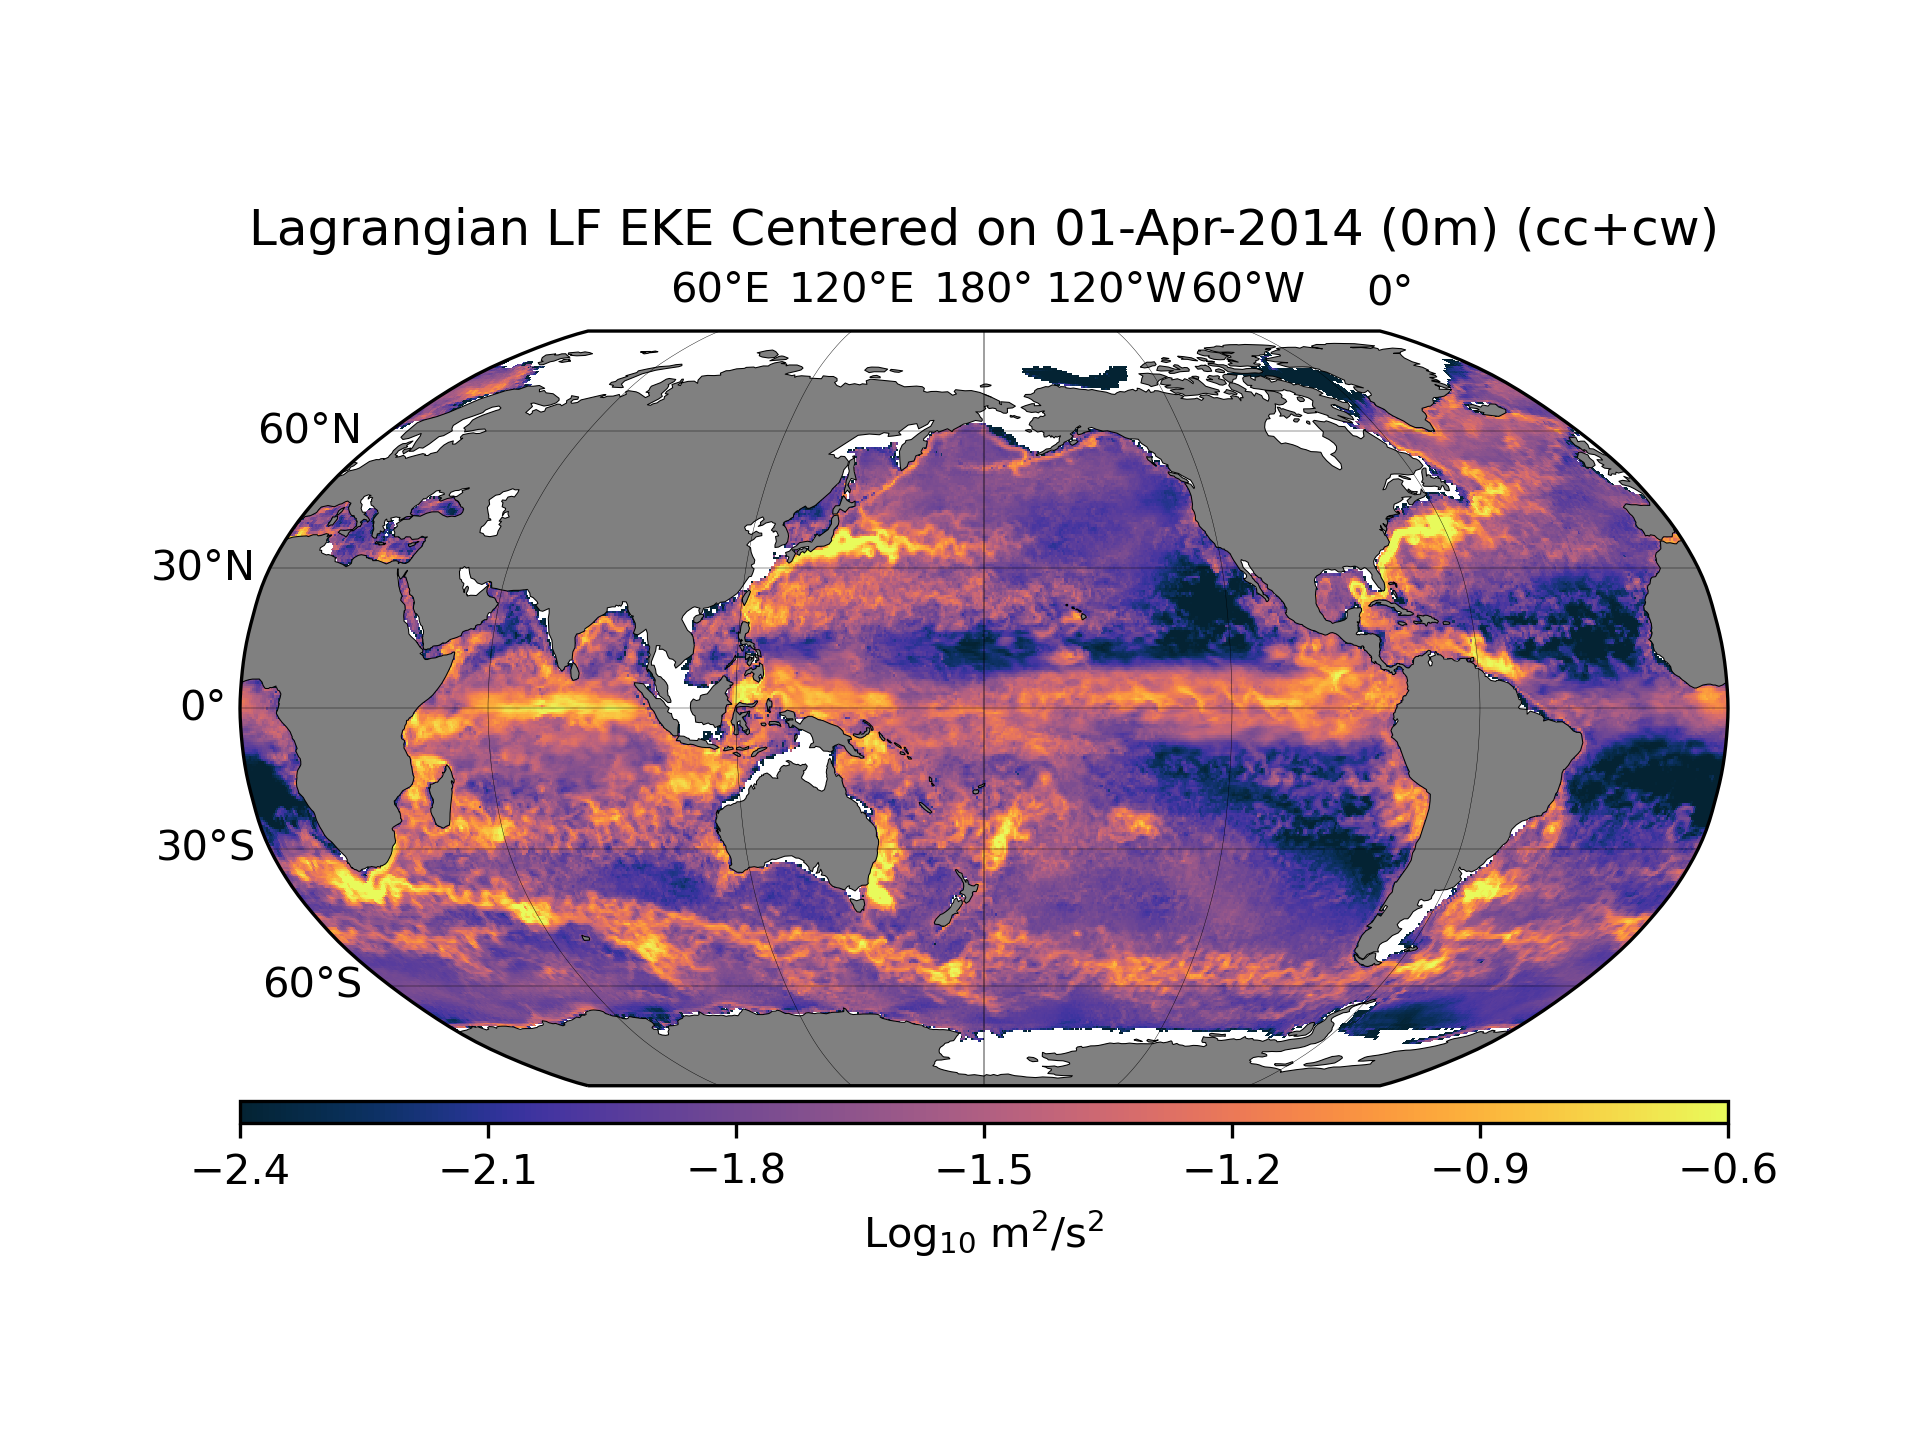 Lagrangian LF EKE Centered on 01-Apr-2014 (0m) (cc+cw)
60°E 120°E 180° 120°W 60°W 0°
60°N
30°N
0°
30°S
60°S
−2.4 −2.1 −1.8 −1.5 −1.2 −0.9 −0.6
Log₁₀ m²/s²